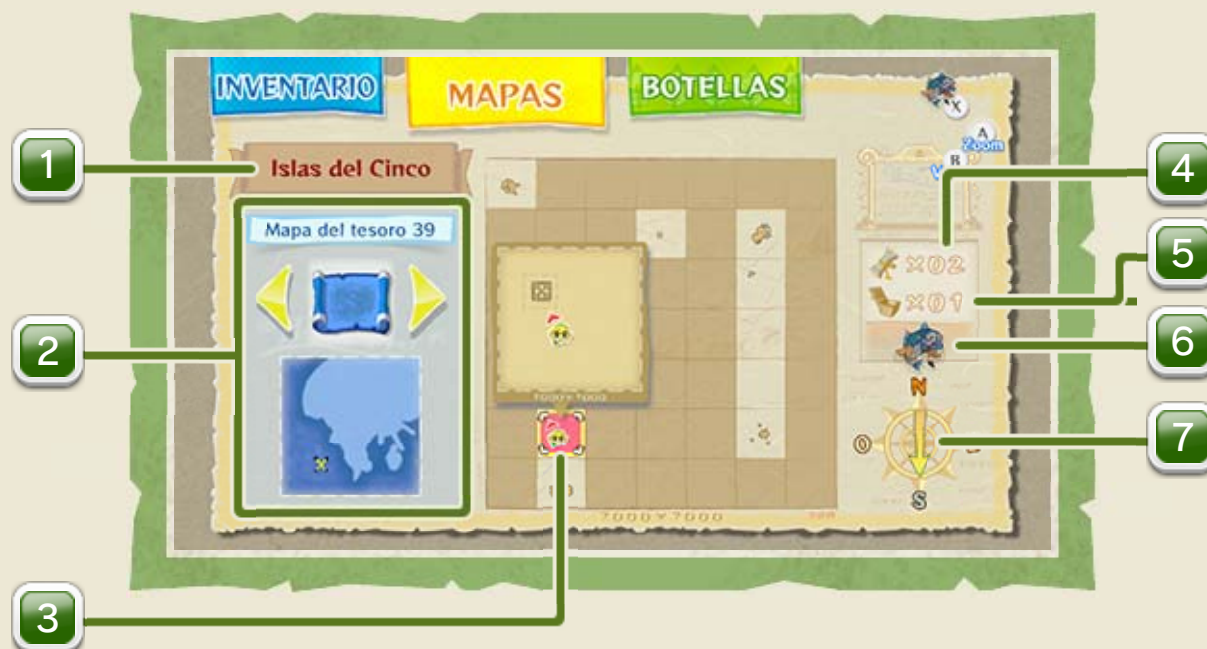 INVENTARIO
MAPAS
BOTELLAS
X
A
Zoom
R
1
Islas del Cinco
4
Mapa del tesoro 39
×02
5
×01
2
6
N
7
O
S
7000×7000
3